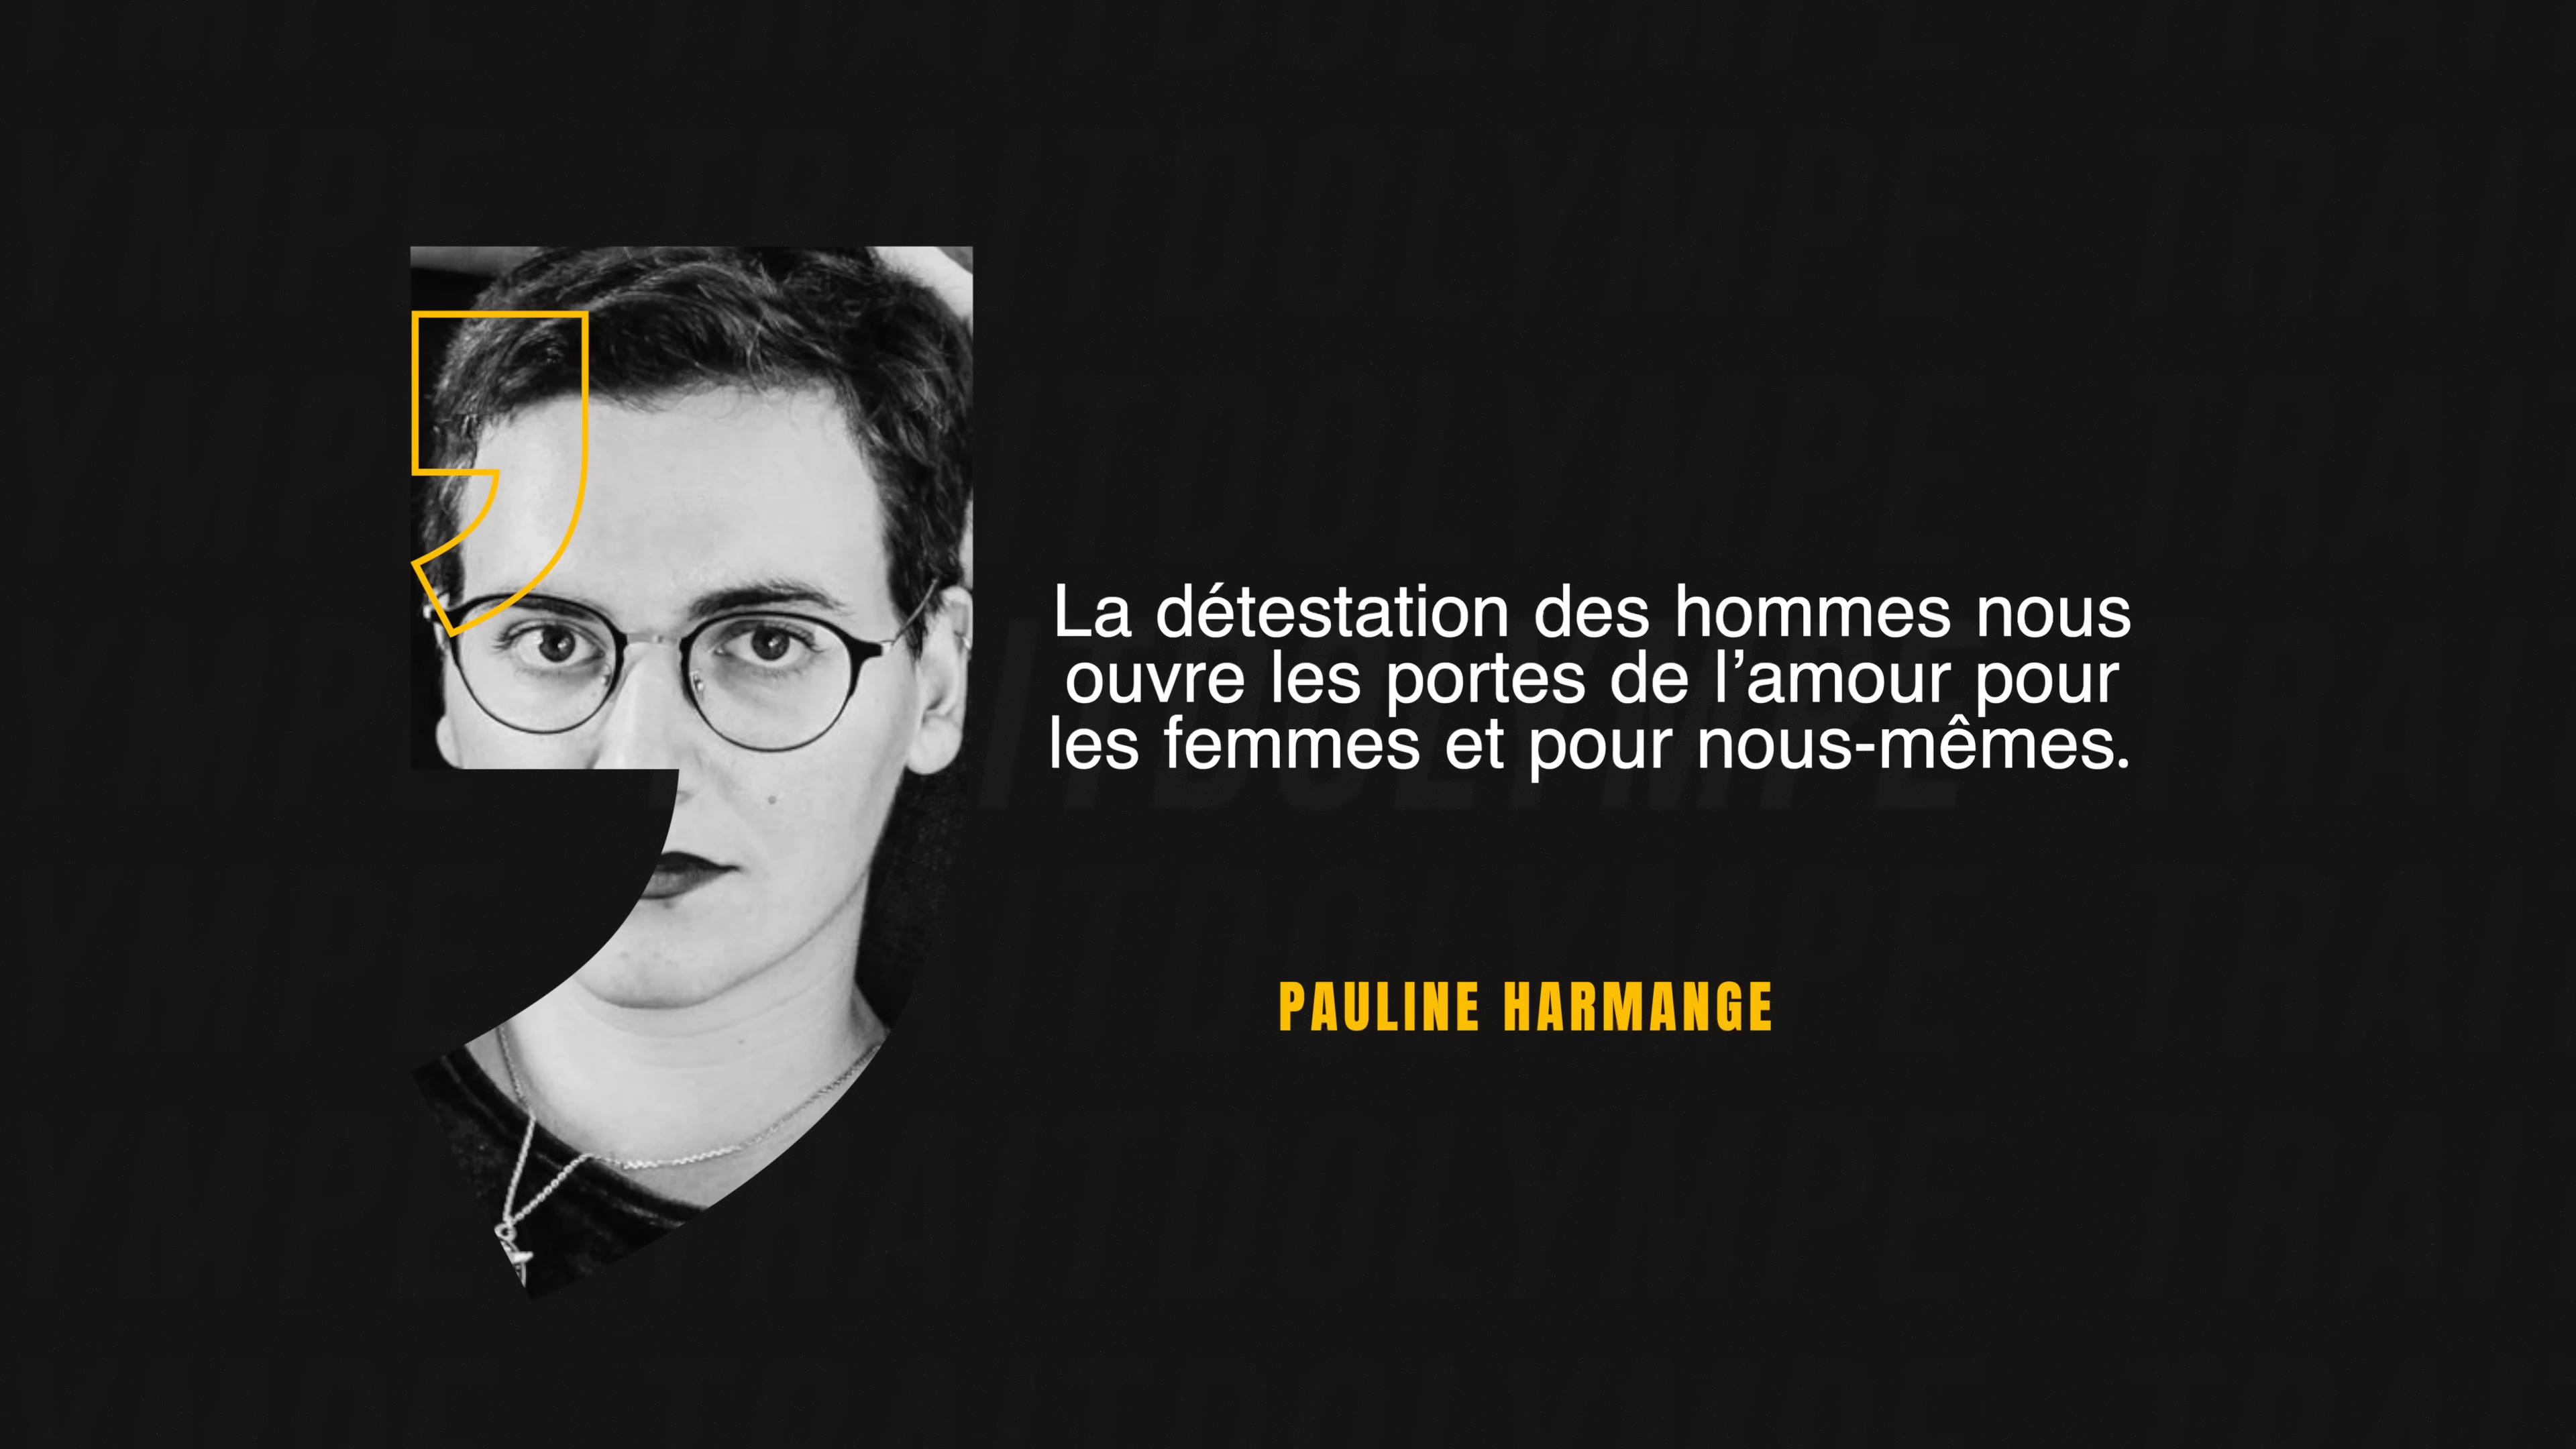 La détestation des hommes nous
ouvre les portes de l’amour pour
les femmes et pour nous-mêmes.
PAULINE HARMANGE